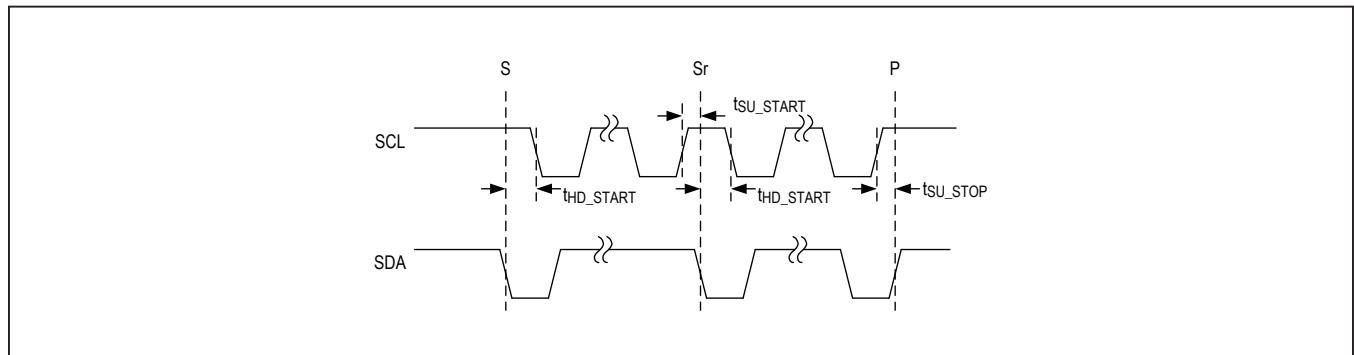 S Sr P
tSU_START
SCL
tHD_START tHD_START tSU_STOP
SDA